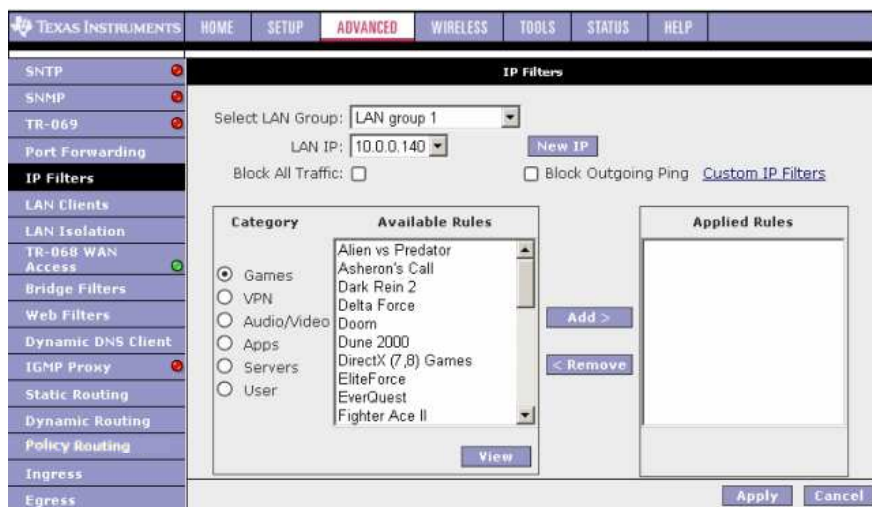 TEXAS INSTRUMENTS
HOME SETUP ADVANCED WIRELESS TOOLS STATUS HELP
SNTP
SNMP
TR-069
Port Forwarding
IP Filters
LAN Clients
LAN Isolation
TR-068 WAN
Access
Bridge Filters
Web Filters
Dynamic DNS Client
IGMP Proxy
Static Routing
Dynamic Routing
Policy Routing
Ingress
Egress
IP Filters
Select LAN Group: LAN group 1
LAN IP: 10.0.0.140 New IP
Block All Traffic: Block Outgoing Ping Custom IP Filters
Category
Games
VPN
Audio/Video
Apps
Servers
User
Available Rules
Alien vs Predator
Asheron's Call
Dark Rein 2
Delta Force
Doom
Dune 2000
DirectX (7,8) Games
EliteForce
EverQuest
Fighter Ace II
View
Add >
< Remove
Applied Rules
Apply Cancel